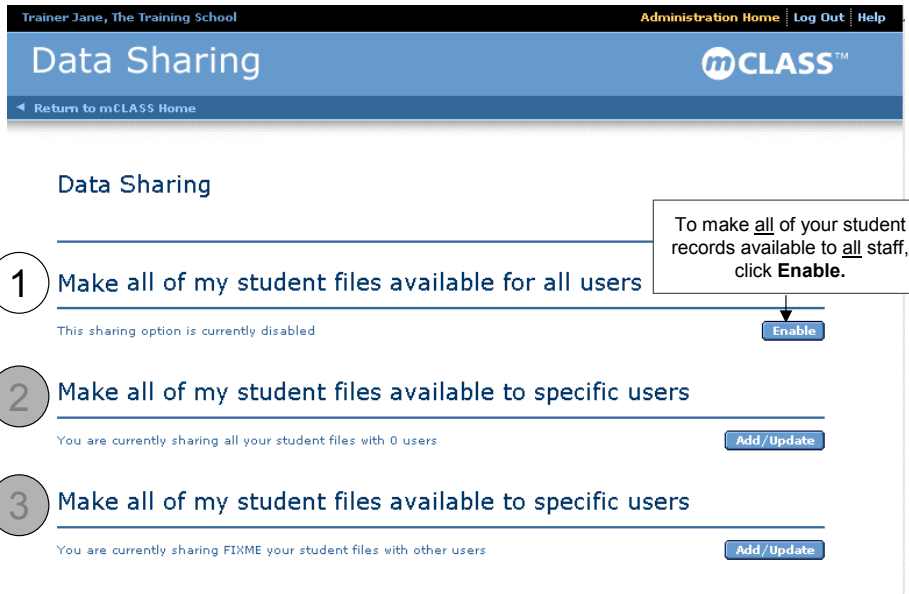 Trainer Jane, The Training School
Administration Home Log Out Help
Data Sharing
mCLASS™
Return to mCLASS Home
Data Sharing
To make all of your student
records available to all staff,
click Enable.
1
Make all of my student files available for all users
This sharing option is currently disabled
Enable
2
Make all of my student files available to specific users
You are currently sharing all your student files with 0 users
Add/Update
3
Make all of my student files available to specific users
You are currently sharing FIXME your student files with other users
Add/Update